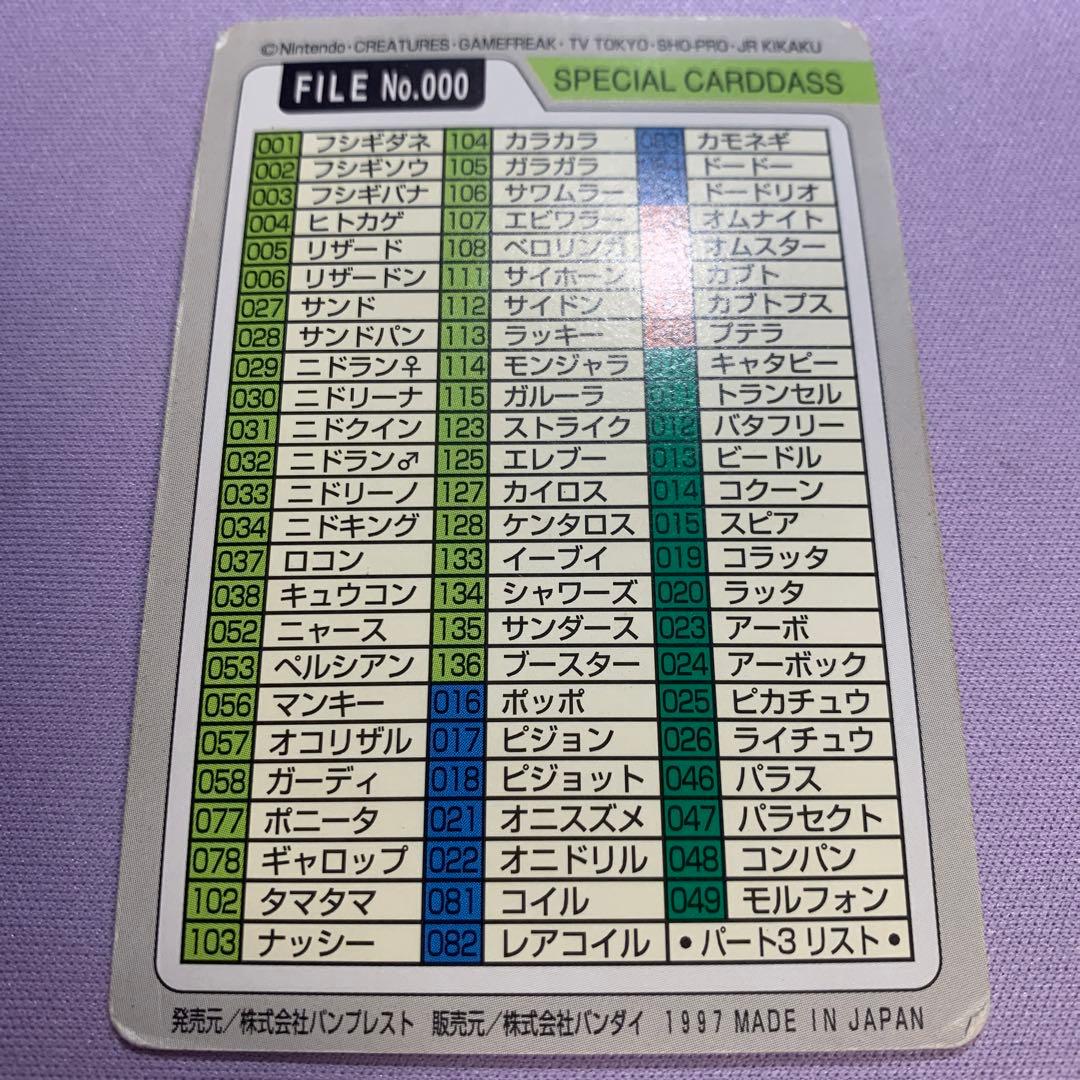 ©Nintendo・CREATURES・GAMEFREAK・TV TOKYO・SHO-PRO・JR KIKAKU
FILE No.000 SPECIAL CARDDASS
001 フシギダネ 104 カラカラ 083 カモネギ
002 フシギソウ 105 ガラガラ ドードー
003 フシギバナ 106 サワムラー ドードリオ
004 ヒトカゲ 107 エビワラー オムナイト
005 リザード 108 ベロリンガ オムスター
006 リザードン 111 サイホーン カブト
027 サンド 112 サイドン カブトプス
028 サンドパン 113 ラッキー プテラ
029 ニドラン♀ 114 モンジャラ キャタピー
030 ニドリーナ 115 ガルーラ トランセル
031 ニドクイン 123 ストライク 012 バタフリー
032 ニドラン♂ 125 エレブー 013 ビードル
033 ニドリーノ 127 カイロス 014 コクーン
034 ニドキング 128 ケンタロス 015 スピア
037 ロコン 133 イーブイ 019 コラッタ
038 キュウコン 134 シャワーズ 020 ラッタ
052 ニャース 135 サンダース 023 アーボ
053 ペルシアン 136 ブースター 024 アーボック
056 マンキー 016 ポッポ 025 ピカチュウ
057 オコリザル 017 ピジョン 026 ライチュウ
058 ガーディ 018 ピジョット 046 パラス
077 ポニータ 021 オニスズメ 047 パラセクト
078 ギャロップ 022 オニドリル 048 コンパン
102 タマタマ 081 コイル 049 モルフォン
103 ナッシー 082 レアコイル •パート3 リスト•
発売元／株式会社バンプレスト 販売元／株式会社バンダイ 1997 MADE IN JAPAN